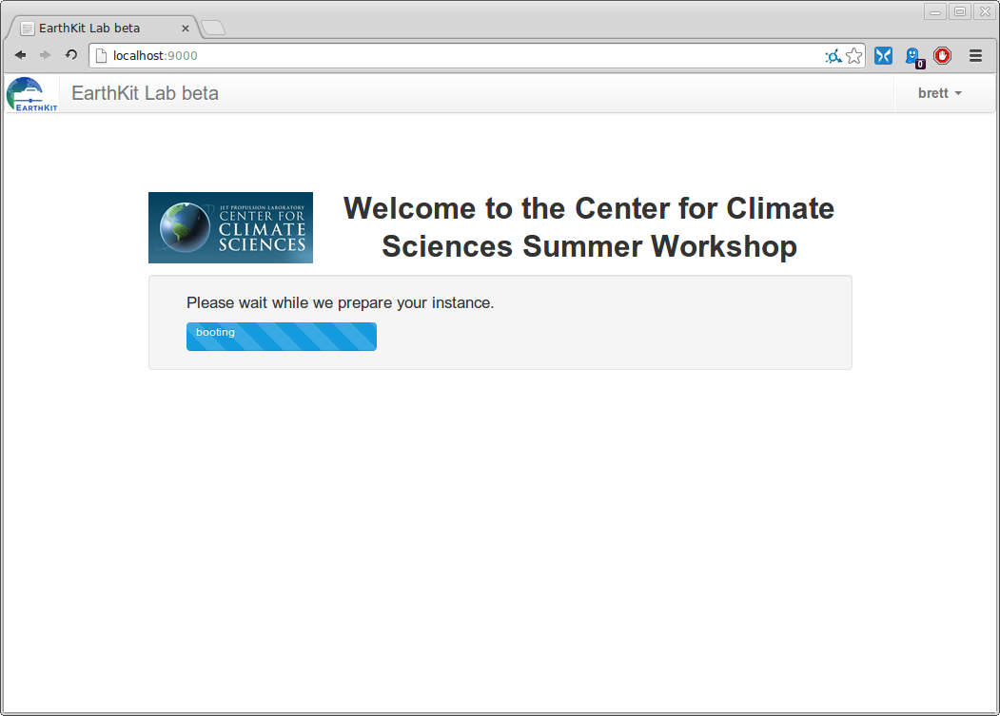 EarthKit Lab beta
localhost:9000
0
EARTHKIT
EarthKit Lab beta
brett
JET PROPULSION LABORATORY
CENTER FOR
CLIMATE
SCIENCES
Welcome to the Center for Climate
Sciences Summer Workshop
Please wait while we prepare your instance.
booting